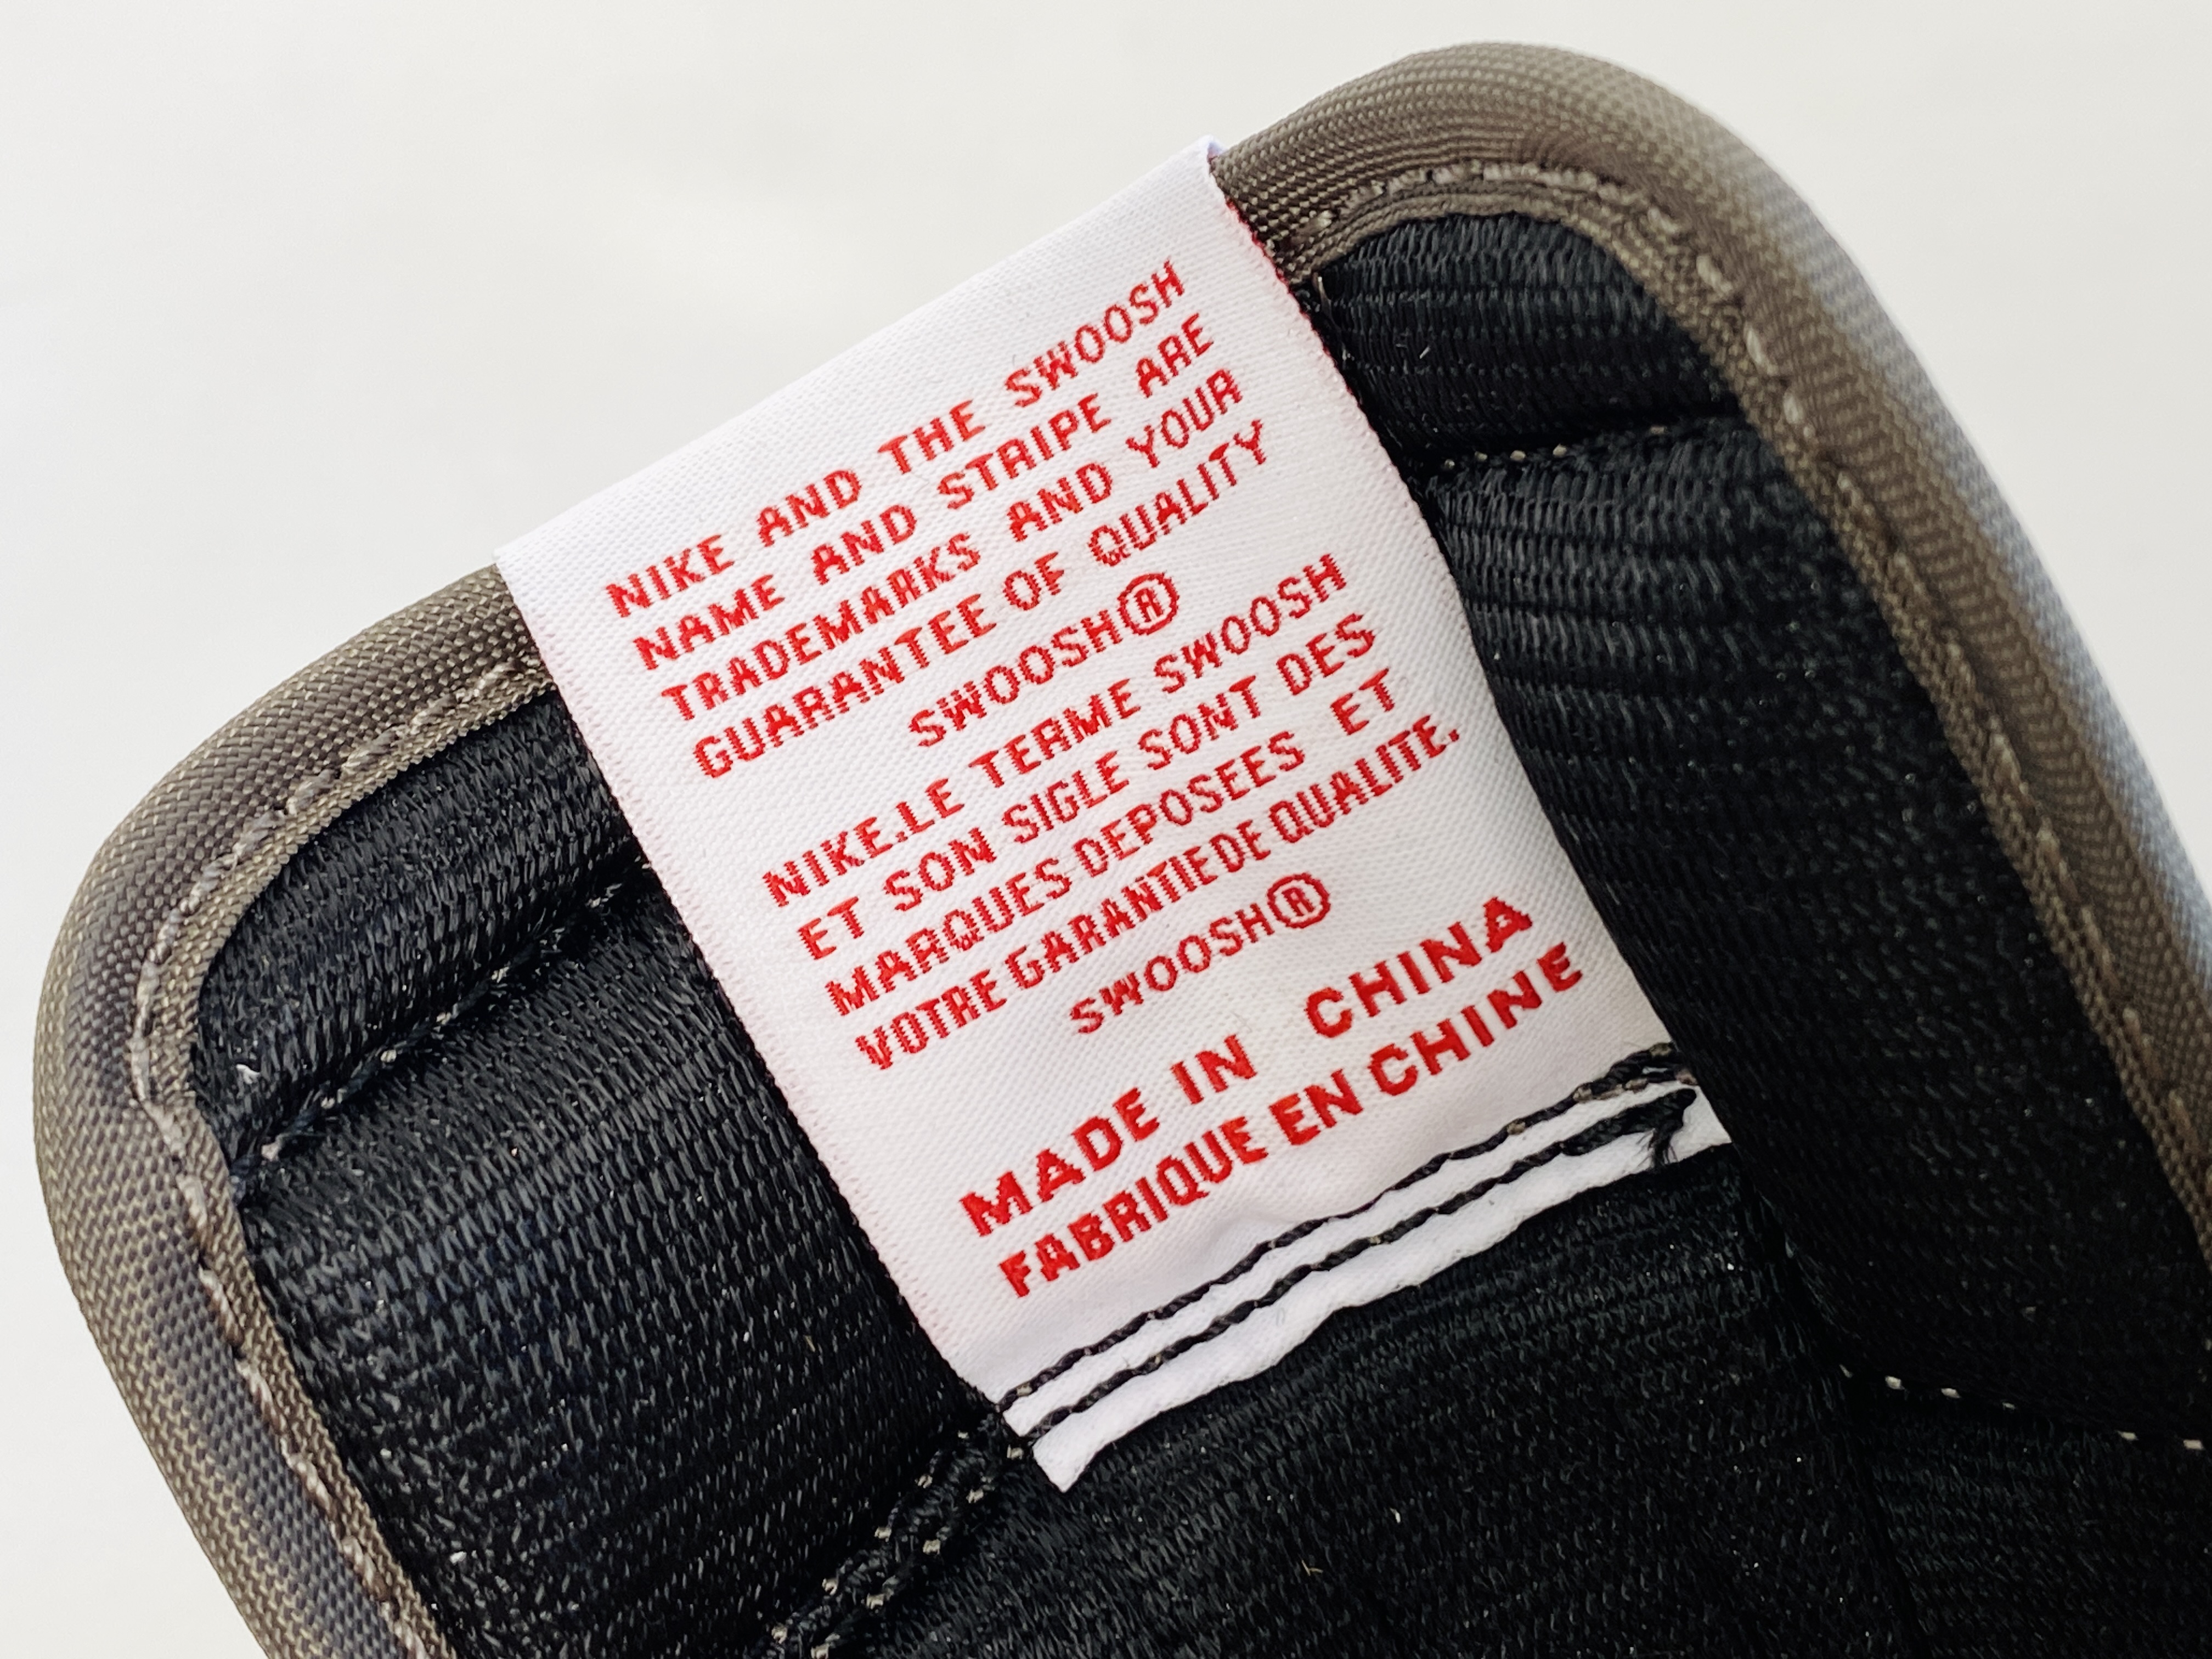 NIKE AND THE SWOOSH
NAME AND STRIPE ARE
TRADEMARKS AND YOUR
GUARANTEE OF QUALITY
SWOOSH®
NIKE.LE TERME SWOOSH
ET SON SIGLE SONT DES
MARQUES DEPOSEES ET
VOTRE GARANTIE DE QUALITE.
SWOOSH®
MADE IN CHINA
FABRIQUE EN CHINE